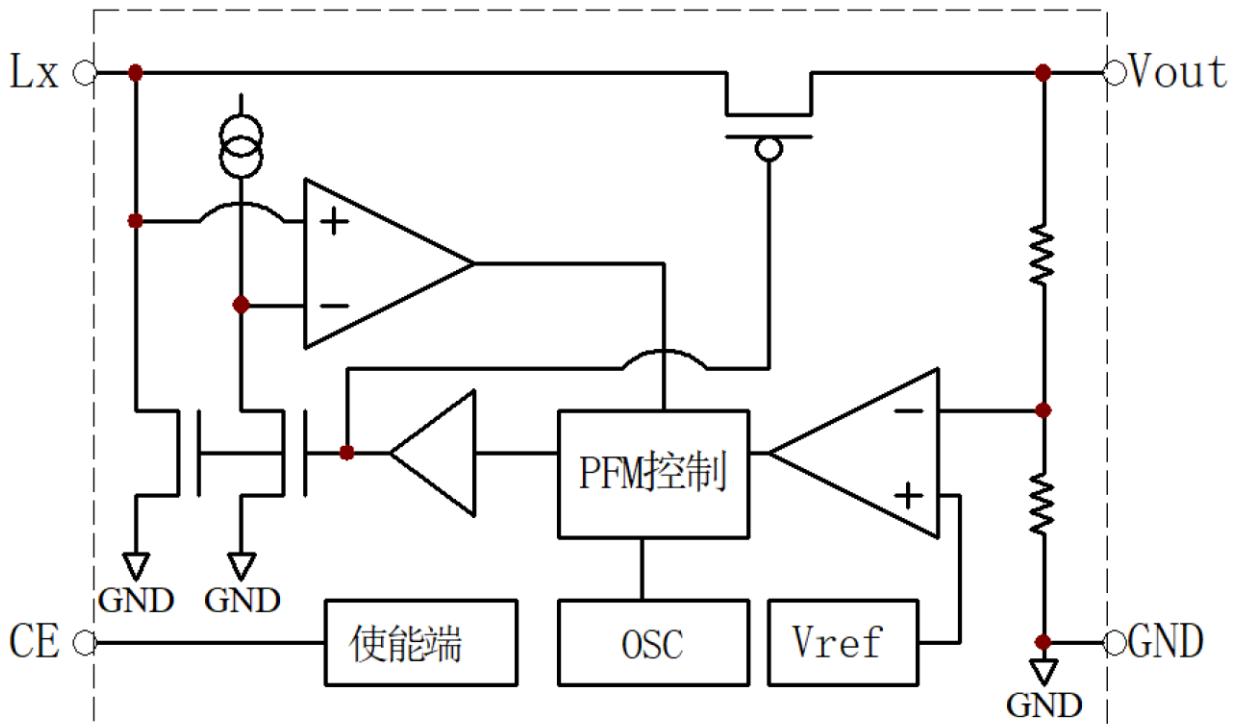 Lx
Vout
+
−
−
PFM控制
+
GND
GND
CE
使能端
OSC
Vref
GND
GND